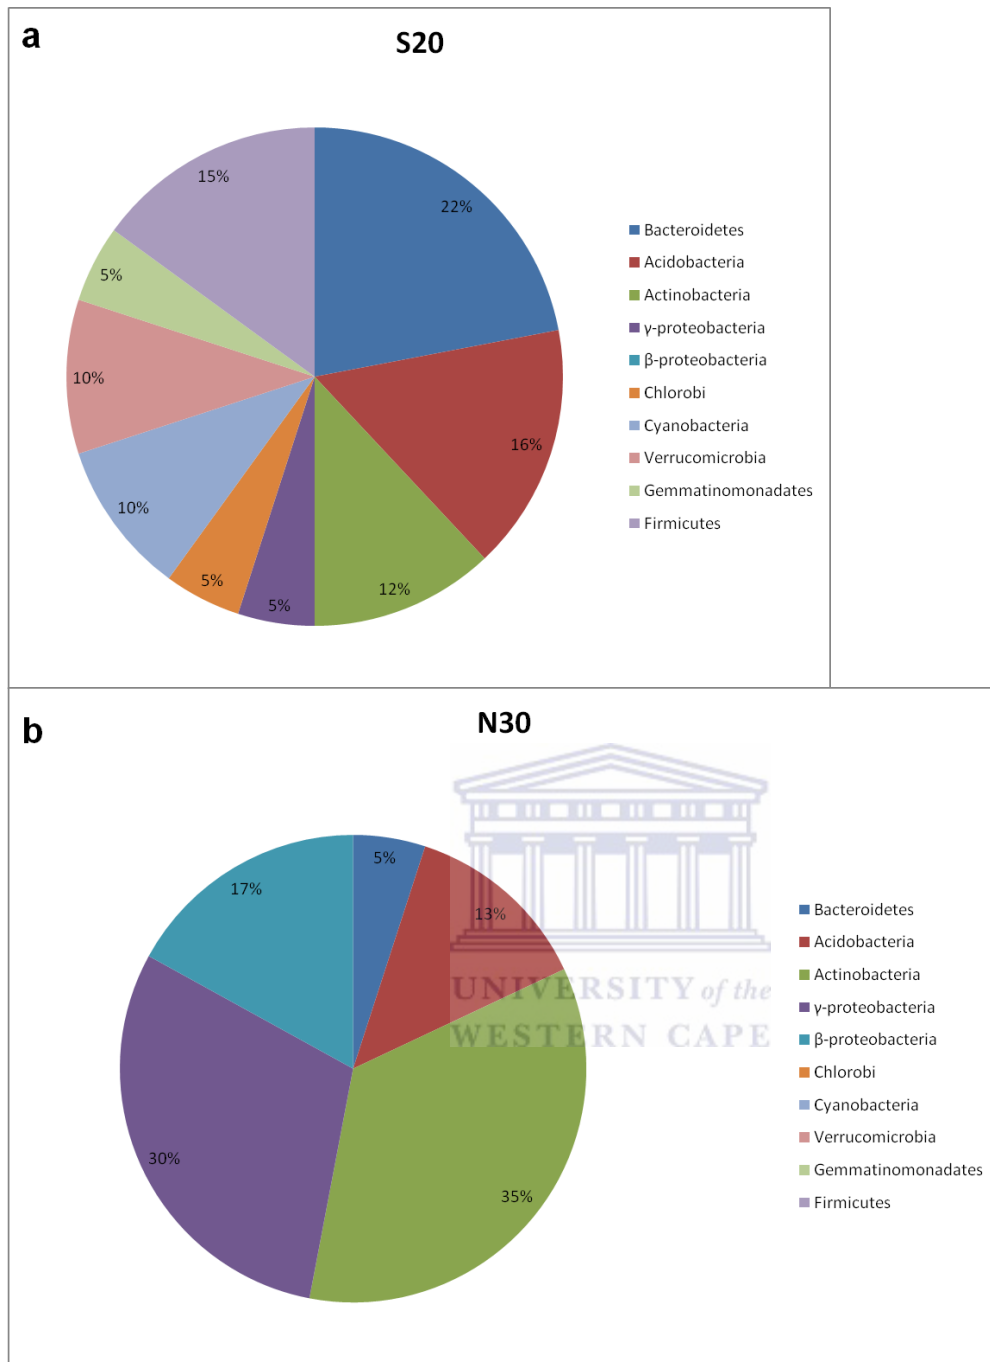 a
S20
15%
22%
5%
10%
16%
10%
5%
5%
12%
Bacteroidetes
Acidobacteria
Actinobacteria
γ-proteobacteria
β-proteobacteria
Chlorobi
Cyanobacteria
Verrucomicrobia
Gemmatinomonadates
Firmicutes
b
N30
5%
17%
13%
30%
35%
UNIVERSITY of the
WESTERN CAPE
Bacteroidetes
Acidobacteria
Actinobacteria
γ-proteobacteria
β-proteobacteria
Chlorobi
Cyanobacteria
Verrucomicrobia
Gemmatinomonadates
Firmicutes